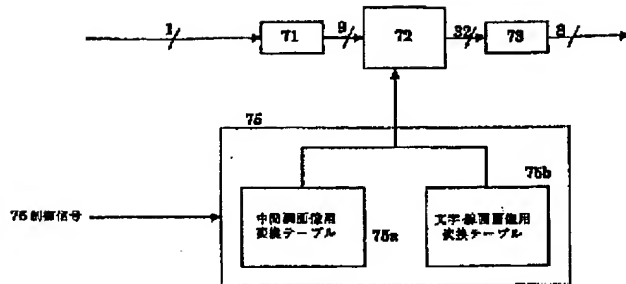 1
71
9
72
32
73
8
75
75b
中間調画像用
変換テーブル
75a
文字・線画画像用
変換テーブル
75制御信号